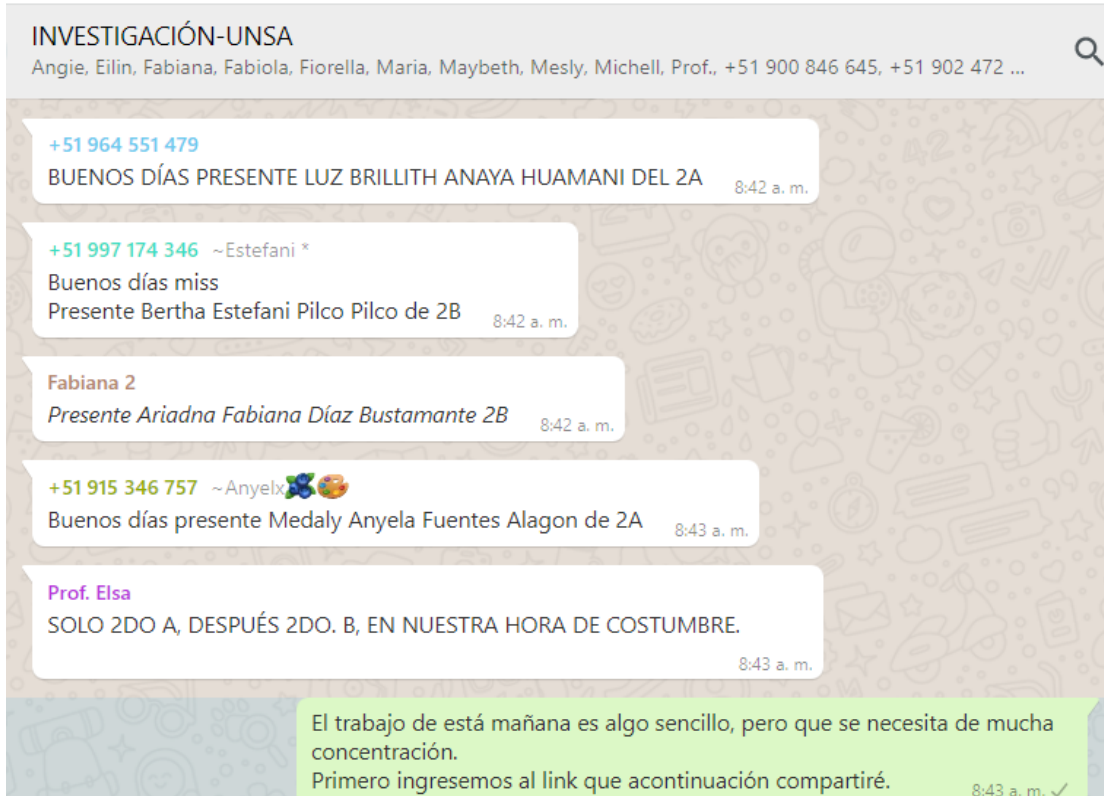 INVESTIGACIÓN-UNSA
Angie, Eilin, Fabiana, Fabiola, Fiorella, Maria, Maybeth, Mesly, Michell, Prof., +51 900 846 645, +51 902 472 ...
+51 964 551 479
BUENOS DÍAS PRESENTE LUZ BRILLITH ANAYA HUAMANI DEL 2A
8:42 a. m.
+51 997 174 346 ~Estefani *
Buenos días miss
Presente Bertha Estefani Pilco Pilco de 2B
8:42 a. m.
Fabiana 2
Presente Ariadna Fabiana Díaz Bustamante 2B
8:42 a. m.
+51 915 346 757 ~Anyelx🫐🎨
Buenos días presente Medaly Anyela Fuentes Alagon de 2A
8:43 a. m.
Prof. Elsa
SOLO 2DO A, DESPUÉS 2DO. B, EN NUESTRA HORA DE COSTUMBRE.
8:43 a. m.
El trabajo de está mañana es algo sencillo, pero que se necesita de mucha
concentración.
Primero ingresemos al link que acontinuación compartiré.
8:43 a. m.